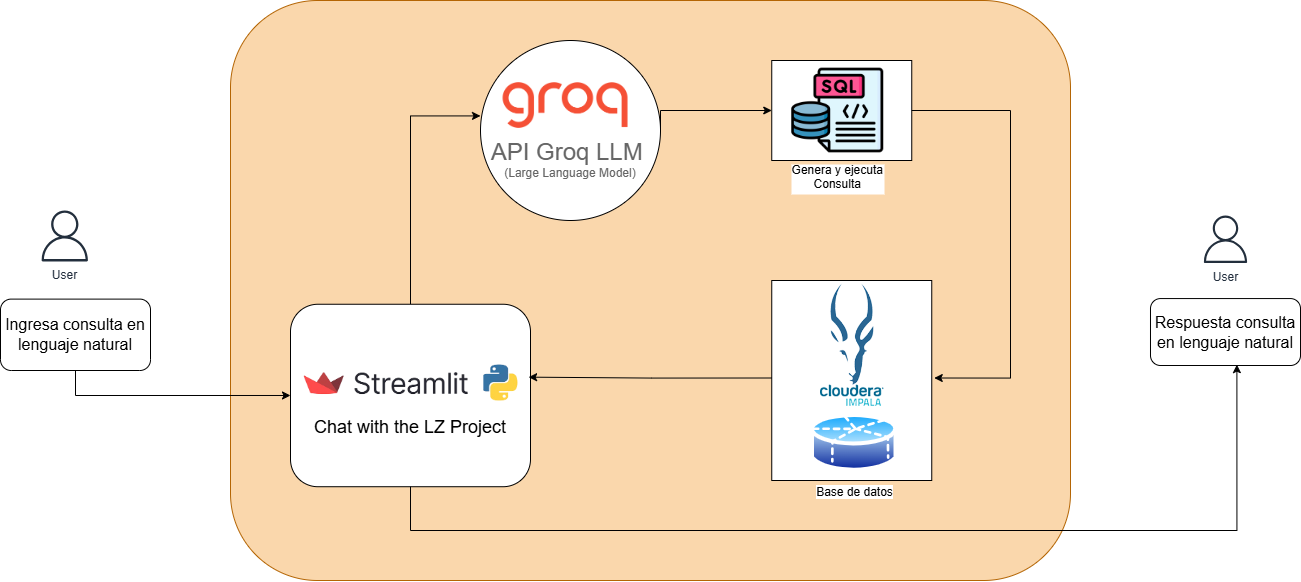 groq
API Groq LLM
(Large Language Model)
SQL
</>
Genera y ejecuta
Consulta
User
Ingresa consulta en
lenguaje natural
Streamlit
Chat with the LZ Project
cloudera
IMPALA
Base de datos
User
Respuesta consulta
en lenguaje natural